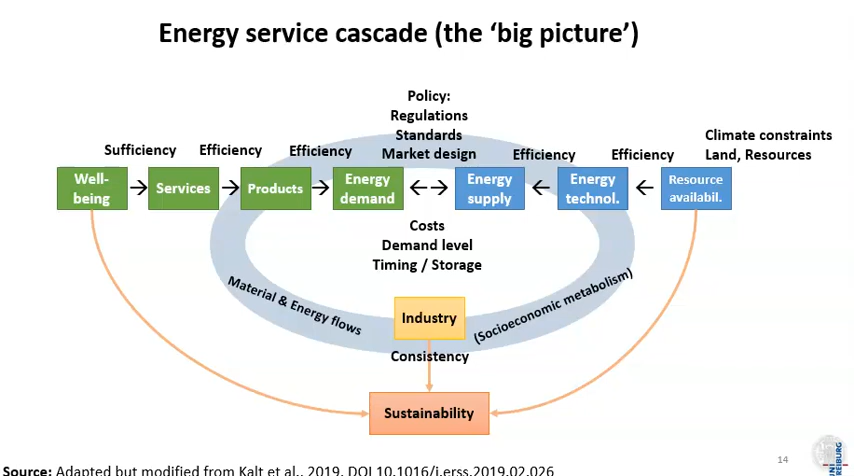 Energy service cascade (the ‘big picture’)
Policy:
Regulations
Standards
Market design
Sufficiency
Efficiency
Efficiency
Efficiency
Efficiency
Climate constraints
Land, Resources
Well-
being
Services
Products
Energy
demand
Energy
supply
Energy
technol.
Resource
availabil.
Costs
Demand level
Timing / Storage
Material & Energy flows
(Socioeconomic metabolism)
Industry
Consistency
Sustainability
14
Source: Adapted but modified from Kalt et al., 2019, DOI 10.1016/j.erss.2019.02.026